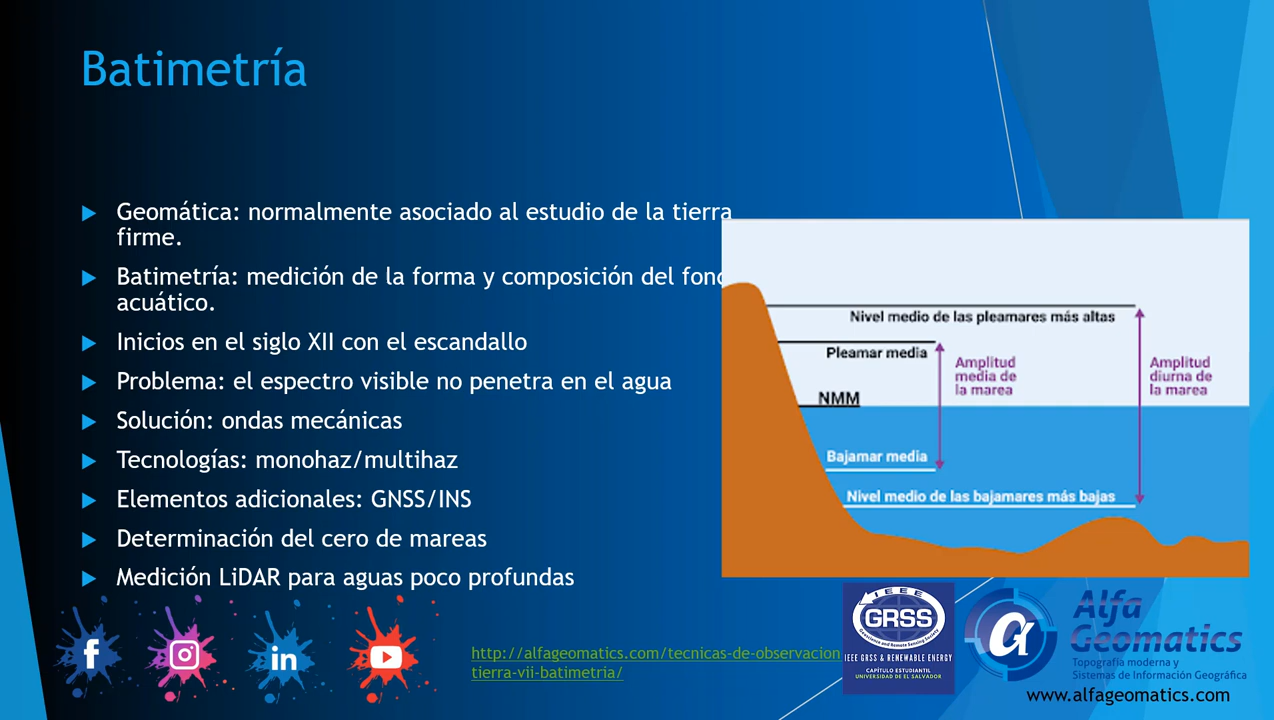 Batimetría
Geomática: normalmente asociado al estudio de la tierra
firme.
Batimetría: medición de la forma y composición del
acuático.
Inicios en el siglo XII con el escandallo
Problema: el espectro visible no penetra en el agua
Solución: ondas mecánicas
Tecnologías: monohaz/multihaz
Elementos adicionales: GNSS/INS
Determinación del cero de mareas
Medición LiDAR para aguas poco profundas
Nivel medio de las pleamares más altas
Pleamar media
Amplitud
media de
la marea
Amplitud
diurna de
la marea
NMM
Bajamar media
Nivel medio de las bajamares más bajas
http://alfageomatics.com/tecnicas-de-observacion
tierra-vii-batimetria/
IEEE
GRSS
Geoscience and Remote Sensing Society
IEEE GRSS & RENEWABLE ENERGY
CAPÍTULO ESTUDIANTIL
UNIVERSIDAD DE EL SALVADOR
α
Alfa
Geomatics
Topografía moderna y
Sistemas de Información Geográfica
www.alfageomatics.com